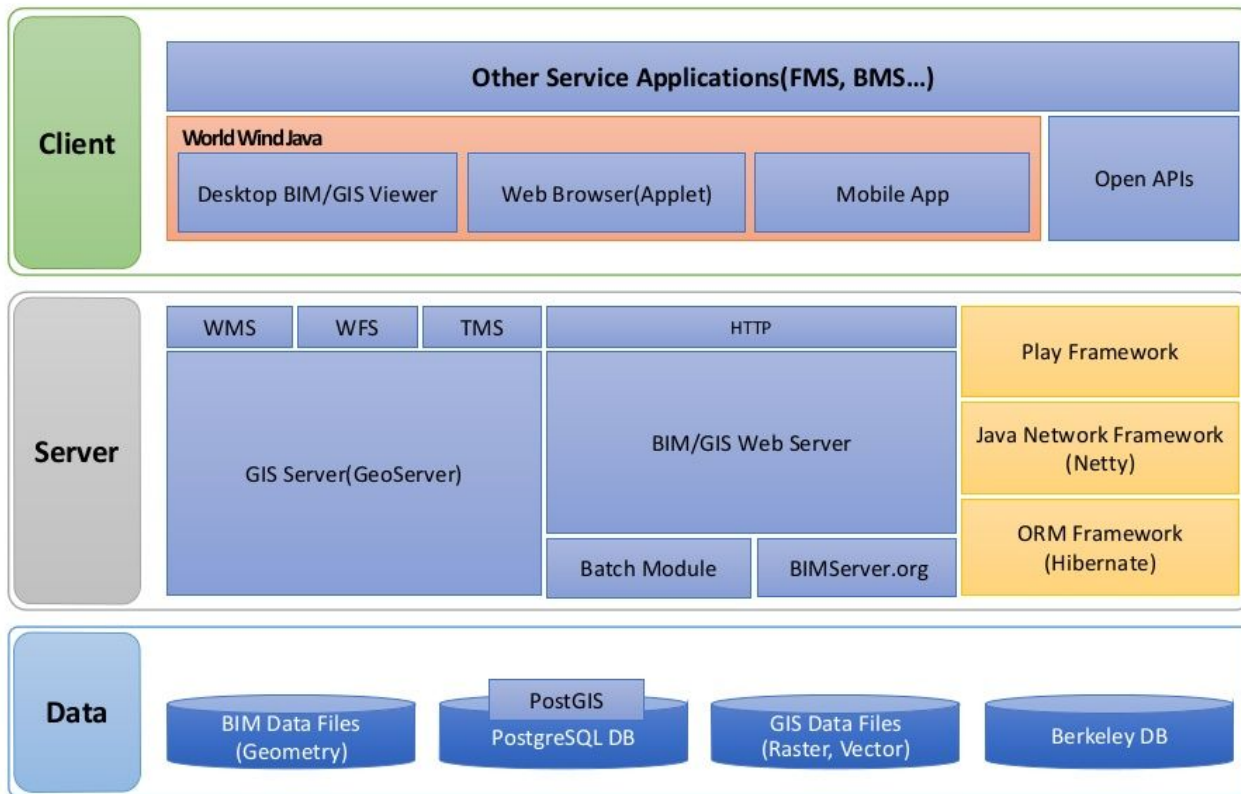 Client
Other Service Applications(FMS, BMS...)
World Wind Java
Desktop BIM/GIS Viewer
Web Browser(Applet)
Mobile App
Open APIs
Server
WMS
WFS
TMS
HTTP
GIS Server(GeoServer)
BIM/GIS Web Server
Batch Module
BIMServer.org
Play Framework
Java Network Framework
(Netty)
ORM Framework
(Hibernate)
Data
BIM Data Files
(Geometry)
PostGIS
PostgreSQL DB
GIS Data Files
(Raster, Vector)
Berkeley DB